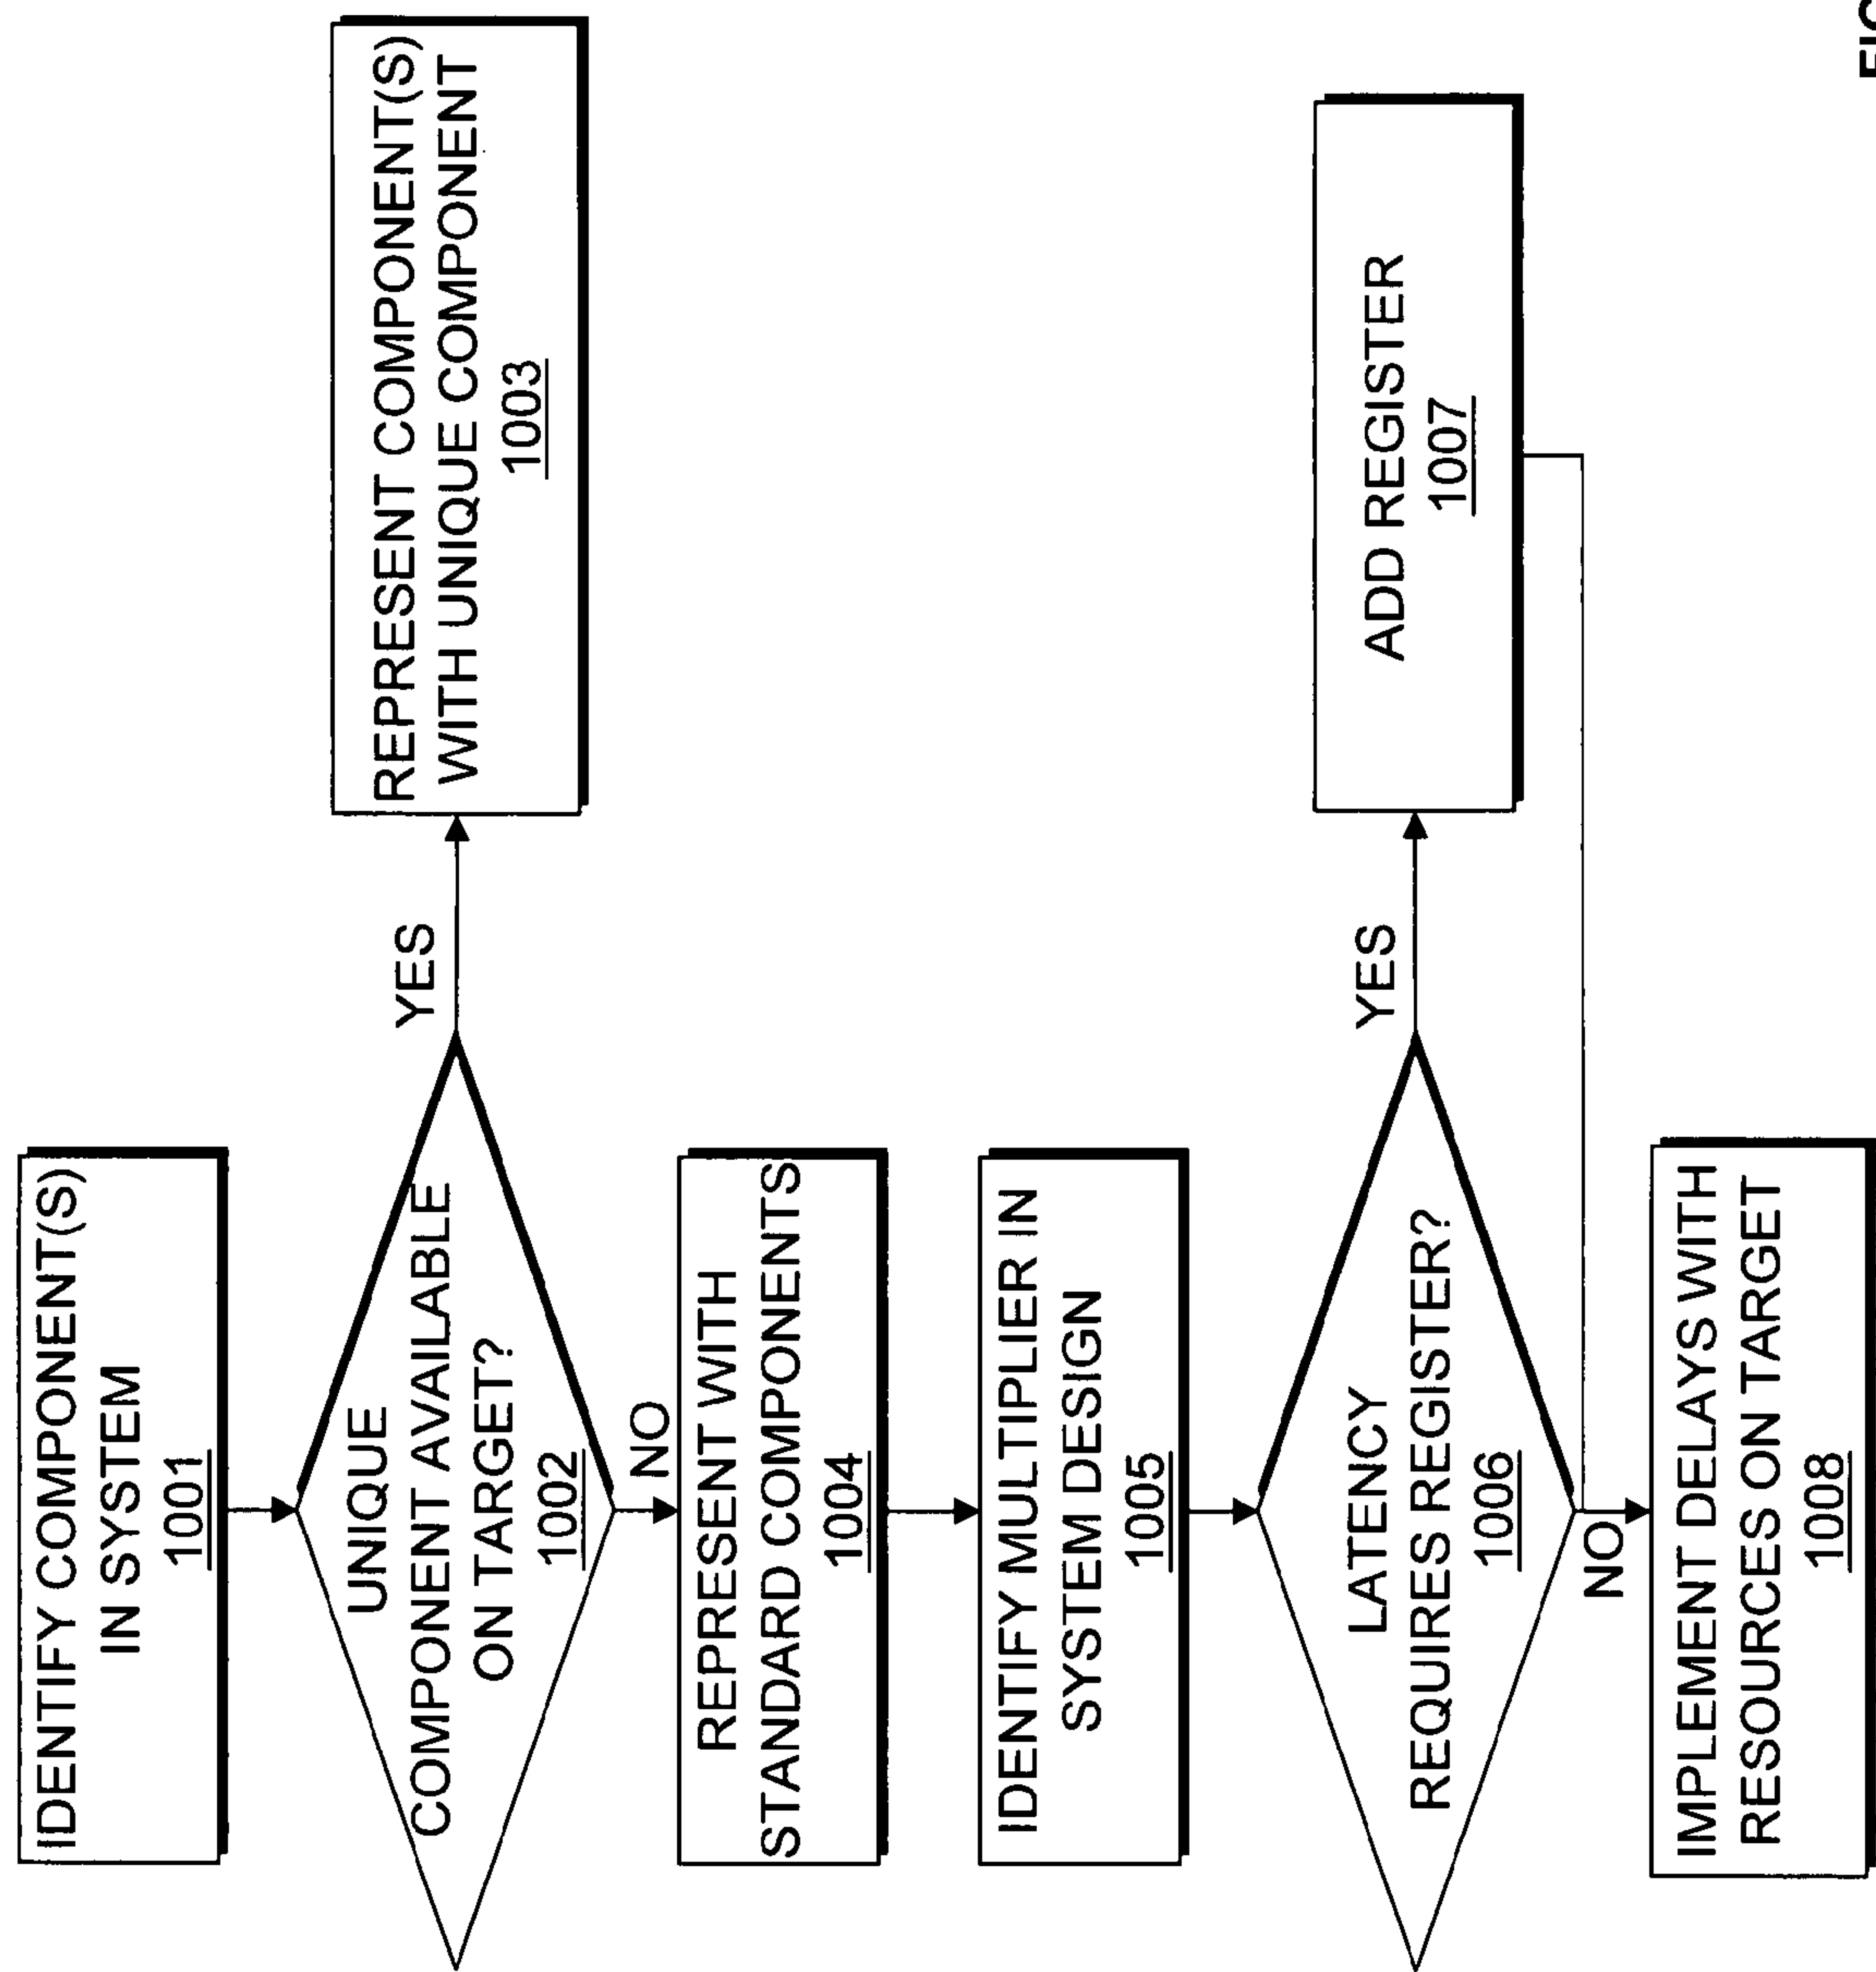 IDENTIFY COMPONENT(S)
IN SYSTEM
1001
UNIQUE
COMPONENT AVAILABLE
ON TARGET?
1002
YES
REPRESENT COMPONENT(S)
WITH UNIQUE COMPONENT
1003
NO
REPRESENT WITH
STANDARD COMPONENTS
1004
IDENTIFY MULTIPLIER IN
SYSTEM DESIGN
1005
LATENCY
REQUIRES REGISTER?
1006
YES
ADD REGISTER
1007
NO
IMPLEMENT DELAYS WITH
RESOURCES ON TARGET
1008